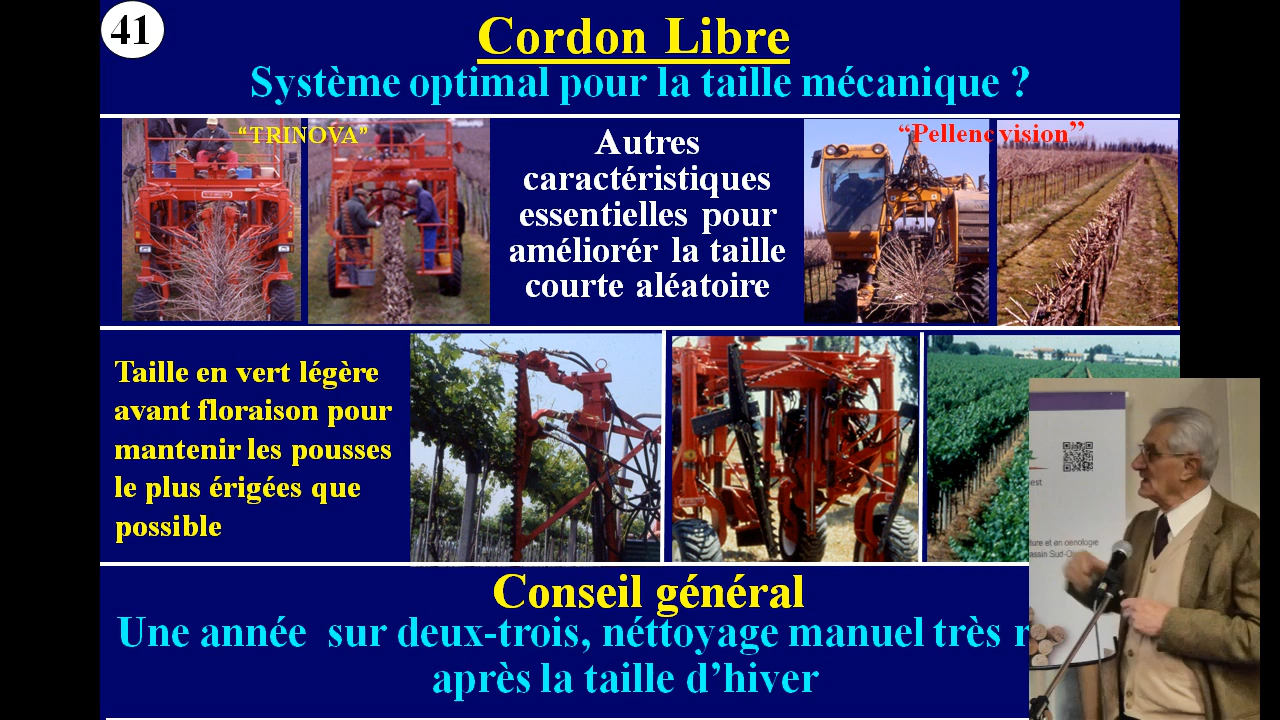 41
Cordon Libre
Système optimal pour la taille mécanique ?
“TRINOVA”
Autres
caractéristiques
essentielles pour
améliorér la taille
courte aléatoire
“Pellenc vision”
Taille en vert légère
avant floraison pour
mantenir les pousses
le plus érigées que
possible
Conseil général
Une année sur deux-trois, néttoyage manuel très
après la taille d’hiver